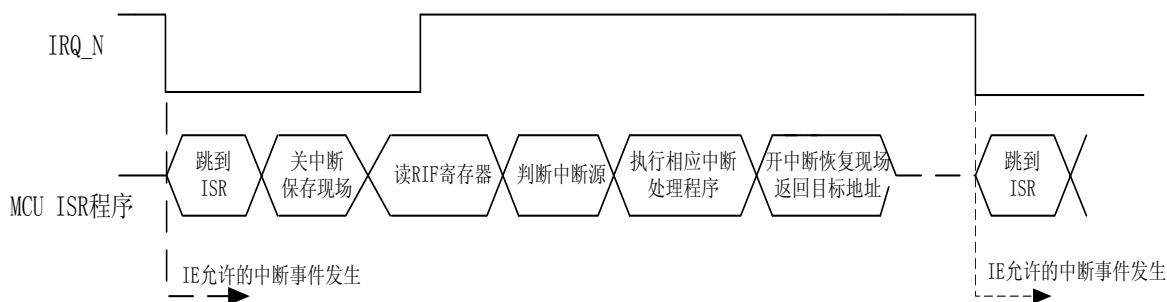 IRQ_N
MCU ISR程序
跳到
ISR
关中断
保存现场
读RIF寄存器
判断中断源
执行相应中断
处理程序
开中断恢复现场
返回目标地址
跳到
ISR
IE允许的中断事件发生
IE允许的中断事件发生